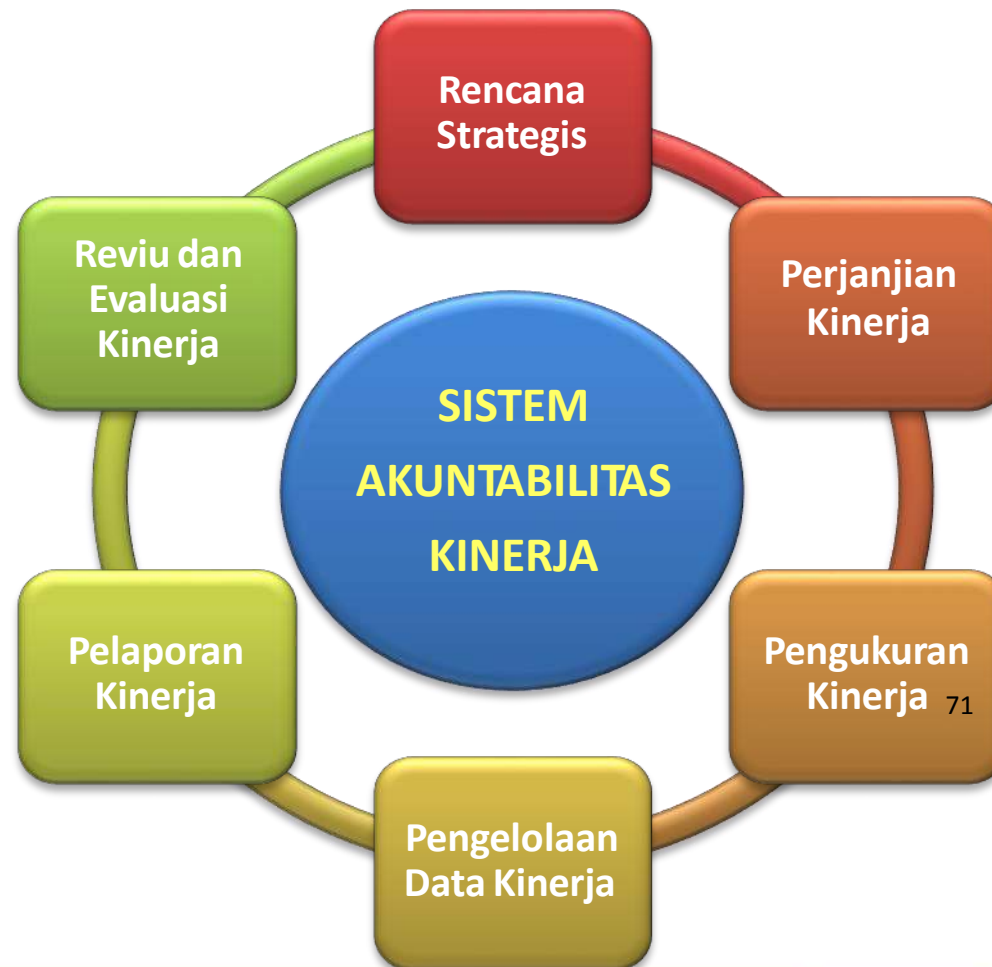 Rencana
Strategis
Perjanjian
Kinerja
Pengukuran
Kinerja
71
Pengelolaan
Data Kinerja
Pelaporan
Kinerja
Reviu dan
Evaluasi
Kinerja
SISTEM
AKUNTABILITAS
KINERJA